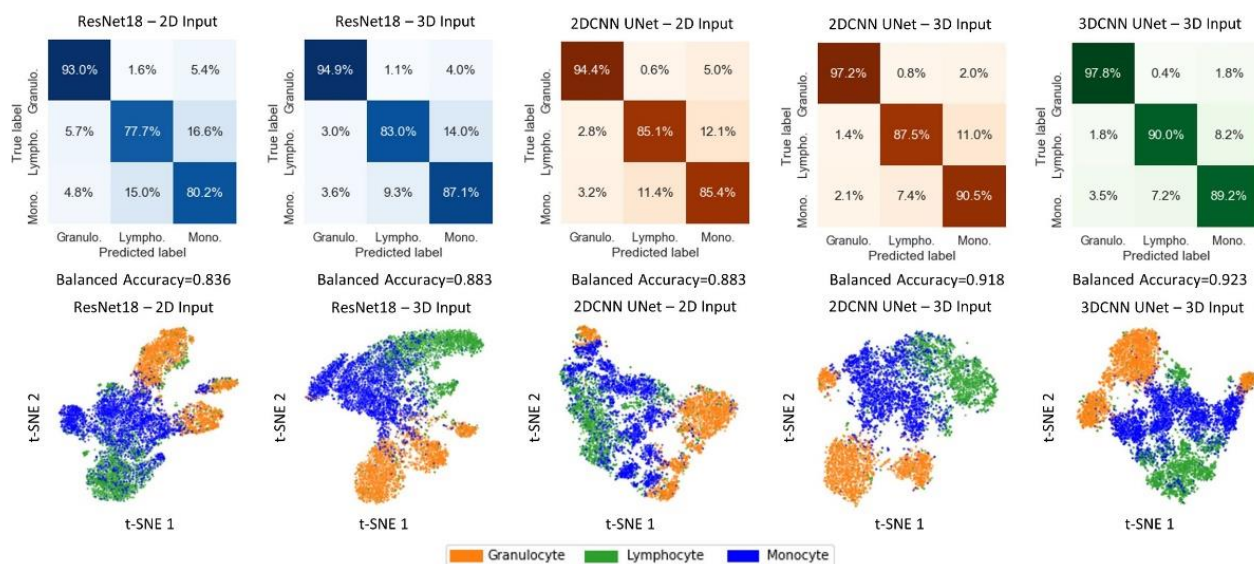 ResNet18 – 2D Input
ResNet18 – 3D Input
2DCNN UNet – 2D Input
2DCNN UNet – 3D Input
3DCNN UNet – 3D Input
True label
Granulo.
Lympho.
Mono.
93.0% 1.6% 5.4%
5.7% 77.7% 16.6%
4.8% 15.0% 80.2%
Granulo. Lympho. Mono.
Predicted label
Balanced Accuracy=0.836
True label
Granulo.
Lympho.
Mono.
94.9% 1.1% 4.0%
3.0% 83.0% 14.0%
3.6% 9.3% 87.1%
Granulo. Lympho. Mono.
Predicted label
Balanced Accuracy=0.883
True label
Granulo.
Lympho.
Mono.
94.4% 0.6% 5.0%
2.8% 85.1% 12.1%
3.2% 11.4% 85.4%
Granulo. Lympho. Mono.
Predicted label
Balanced Accuracy=0.883
True label
Granulo.
Lympho.
Mono.
97.2% 0.8% 2.0%
1.4% 87.5% 11.0%
2.1% 7.4% 90.5%
Granulo. Lympho. Mono.
Predicted label
Balanced Accuracy=0.918
True label
Granulo.
Lympho.
Mono.
97.8% 0.4% 1.8%
1.8% 90.0% 8.2%
3.5% 7.2% 89.2%
Granulo. Lympho. Mono.
Predicted label
Balanced Accuracy=0.923
ResNet18 – 2D Input
t-SNE 2
t-SNE 1
ResNet18 – 3D Input
t-SNE 2
t-SNE 1
2DCNN UNet – 2D Input
t-SNE 2
t-SNE 1
2DCNN UNet – 3D Input
t-SNE 2
t-SNE 1
3DCNN UNet – 3D Input
t-SNE 2
t-SNE 1
Granulocyte Lymphocyte Monocyte